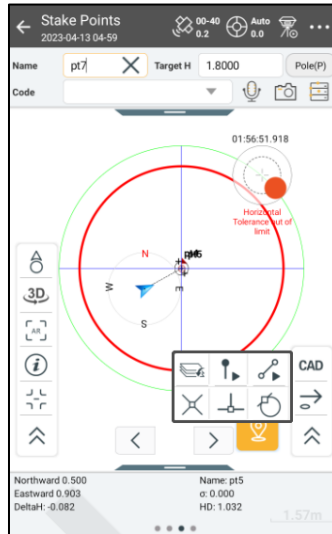 Stake Points
2023-04-13 04-59
00-40
0.2
Auto
0.0
Name
pt7
Target H
1.8000
Pole(P)
Code
01:56:51.918
Horizontal
Tolerance out of
limit
N
W
S
m
3D
AR
CAD
Northward 0.500
Name: pt5
Eastward 0.903
σ: 0.000
DeltaH: -0.082
HD: 1.032
1.57m